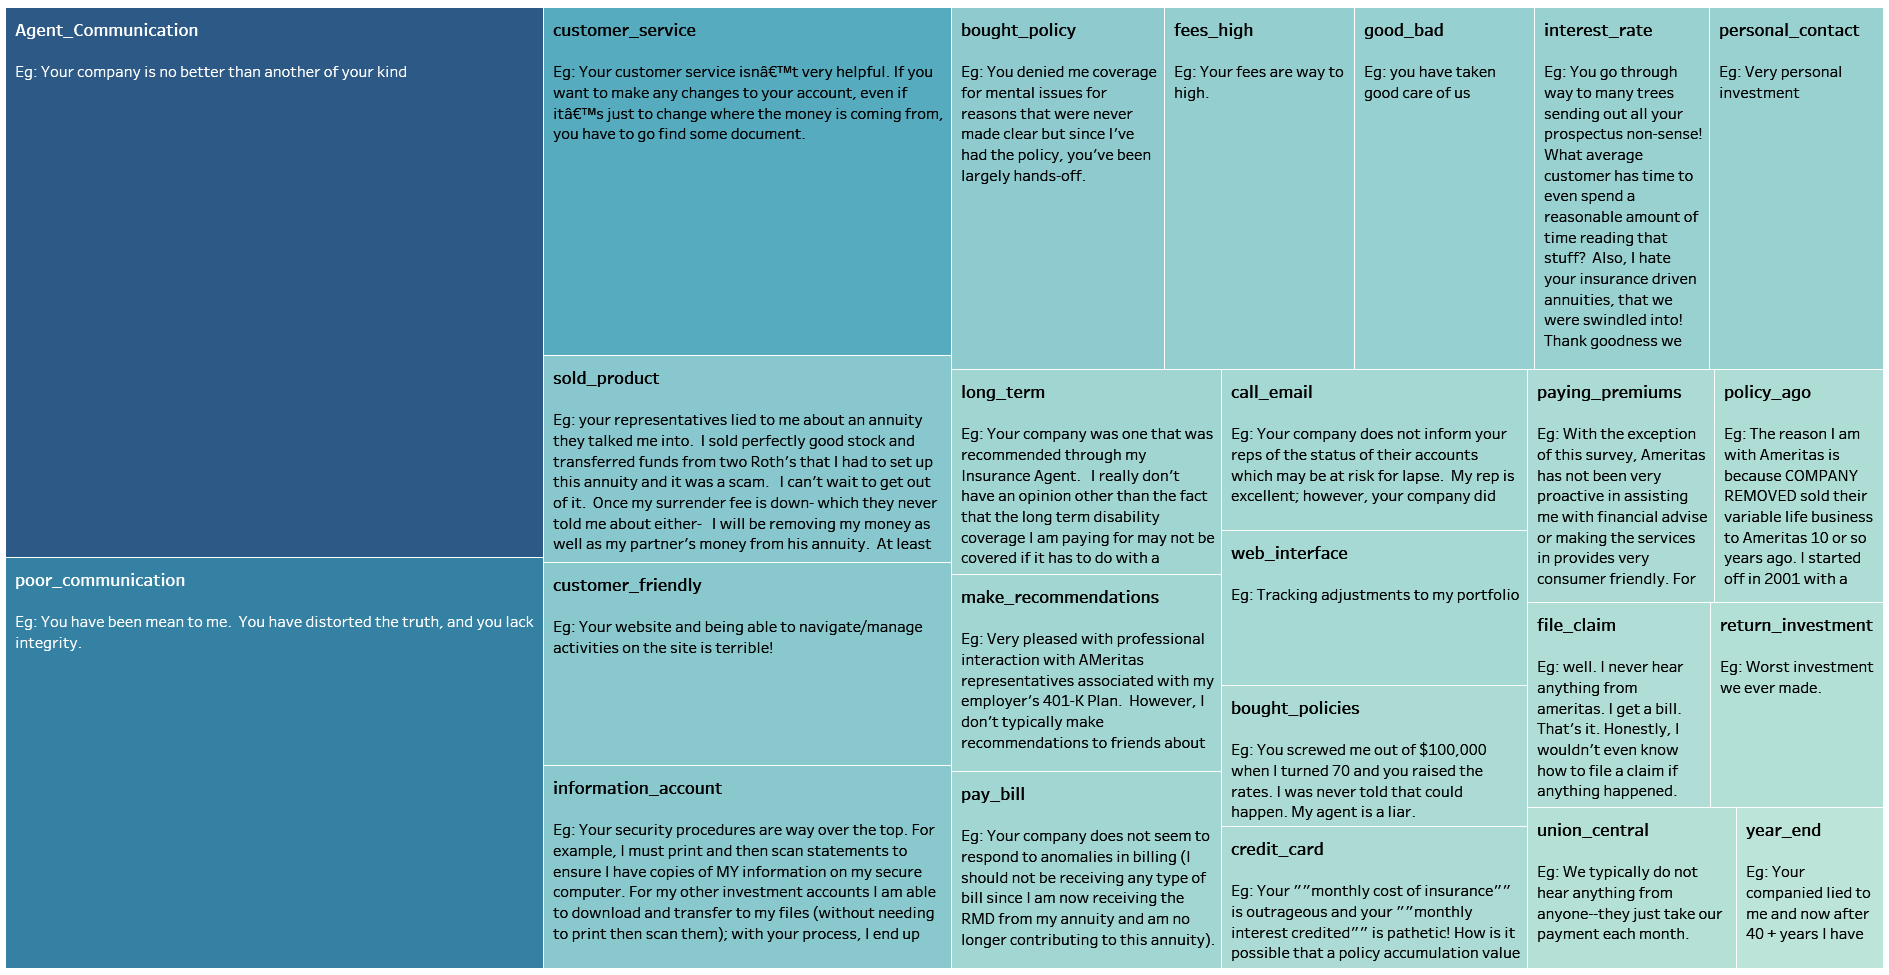 Agent_Communication
Eg: Your company is no better than another of your kind
poor_communication
Eg: You have been mean to me.  You have distorted the truth, and you lack
integrity.
customer_service
Eg: Your customer service isnâ€™t very helpful. If you
want to make any changes to your account, even if
itâ€™s just to change where the money is coming from,
you have to go find some document.
sold_product
Eg: your representatives lied to me about an annuity
they talked me into.  I sold perfectly good stock and
transferred funds from two Roth’s that I had to set up
this annuity and it was a scam.   I can’t wait to get out
of it.  Once my surrender fee is down- which they never
told me about either-   I will be removing my money as
well as my partner’s money from his annuity.  At least
customer_friendly
Eg: Your website and being able to navigate/manage
activities on the site is terrible!
information_account
Eg: Your security procedures are way over the top. For
example, I must print and then scan statements to
ensure I have copies of MY information on my secure
computer. For my other investment accounts I am able
to download and transfer to my files (without needing
to print then scan them); with your process, I end up
bought_policy
Eg: You denied me coverage
for mental issues for
reasons that were never
made clear but since I’ve
had the policy, you’ve been
largely hands-off.
fees_high
Eg: Your fees are way to
high.
good_bad
Eg: you have taken
good care of us
interest_rate
Eg: You go through
way to many trees
sending out all your
prospectus non-sense!
What average
customer has time to
even spend a
reasonable amount of
time reading that
stuff?  Also, I hate
your insurance driven
annuities, that we
were swindled into!
Thank goodness we
personal_contact
Eg: Very personal
investment
long_term
Eg: Your company was one that was
recommended through my
Insurance Agent.   I really don’t
have an opinion other than the fact
that the long term disability
coverage I am paying for may not be
covered if it has to do with a
make_recommendations
Eg: Very pleased with professional
interaction with AMeritas
representatives associated with my
employer’s 401-K Plan.  However, I
don’t typically make
recommendations to friends about
pay_bill
Eg: Your company does not seem to
respond to anomalies in billing (I
should not be receiving any type of
bill since I am now receiving the
RMD from my annuity and am no
longer contributing to this annuity).
call_email
Eg: Your company does not inform your
reps of the status of their accounts
which may be at risk for lapse.  My rep is
excellent; however, your company did
web_interface
Eg: Tracking adjustments to my portfolio
bought_policies
Eg: You screwed me out of $100,000
when I turned 70 and you raised the
rates. I was never told that could
happen. My agent is a liar.
credit_card
Eg: Your ””monthly cost of insurance””
is outrageous and your ””monthly
interest credited”” is pathetic! How is it
possible that a policy accumulation value
paying_premiums
Eg: With the exception
of this survey, Ameritas
has not been very
proactive in assisting
me with financial advise
or making the services
in provides very
consumer friendly. For
policy_ago
Eg: The reason I am
with Ameritas is
because COMPANY
REMOVED sold their
variable life business
to Ameritas 10 or so
years ago. I started
off in 2001 with a
file_claim
Eg: well. I never hear
anything from
ameritas. I get a bill.
That’s it. Honestly, I
wouldn’t even know
how to file a claim if
anything happened.
return_investment
Eg: Worst investment
we ever made.
union_central
Eg: We typically do not
hear anything from
anyone--they just take our
payment each month.
year_end
Eg: Your
companied lied to
me and now after
40 + years I have